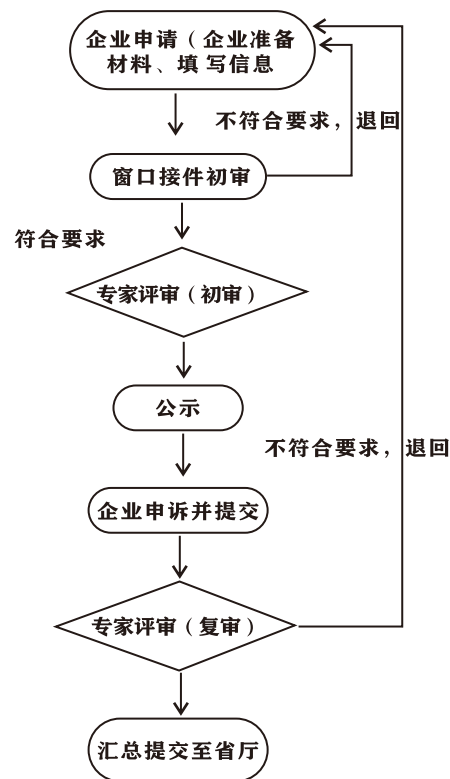 企业申请（企业准备
材料、填写信息
不符合要求，退回
窗口接件初审
符合要求
专家评审（初审）
公示
不符合要求，退回
企业申诉并提交
专家评审（复审）
汇总提交至省厅